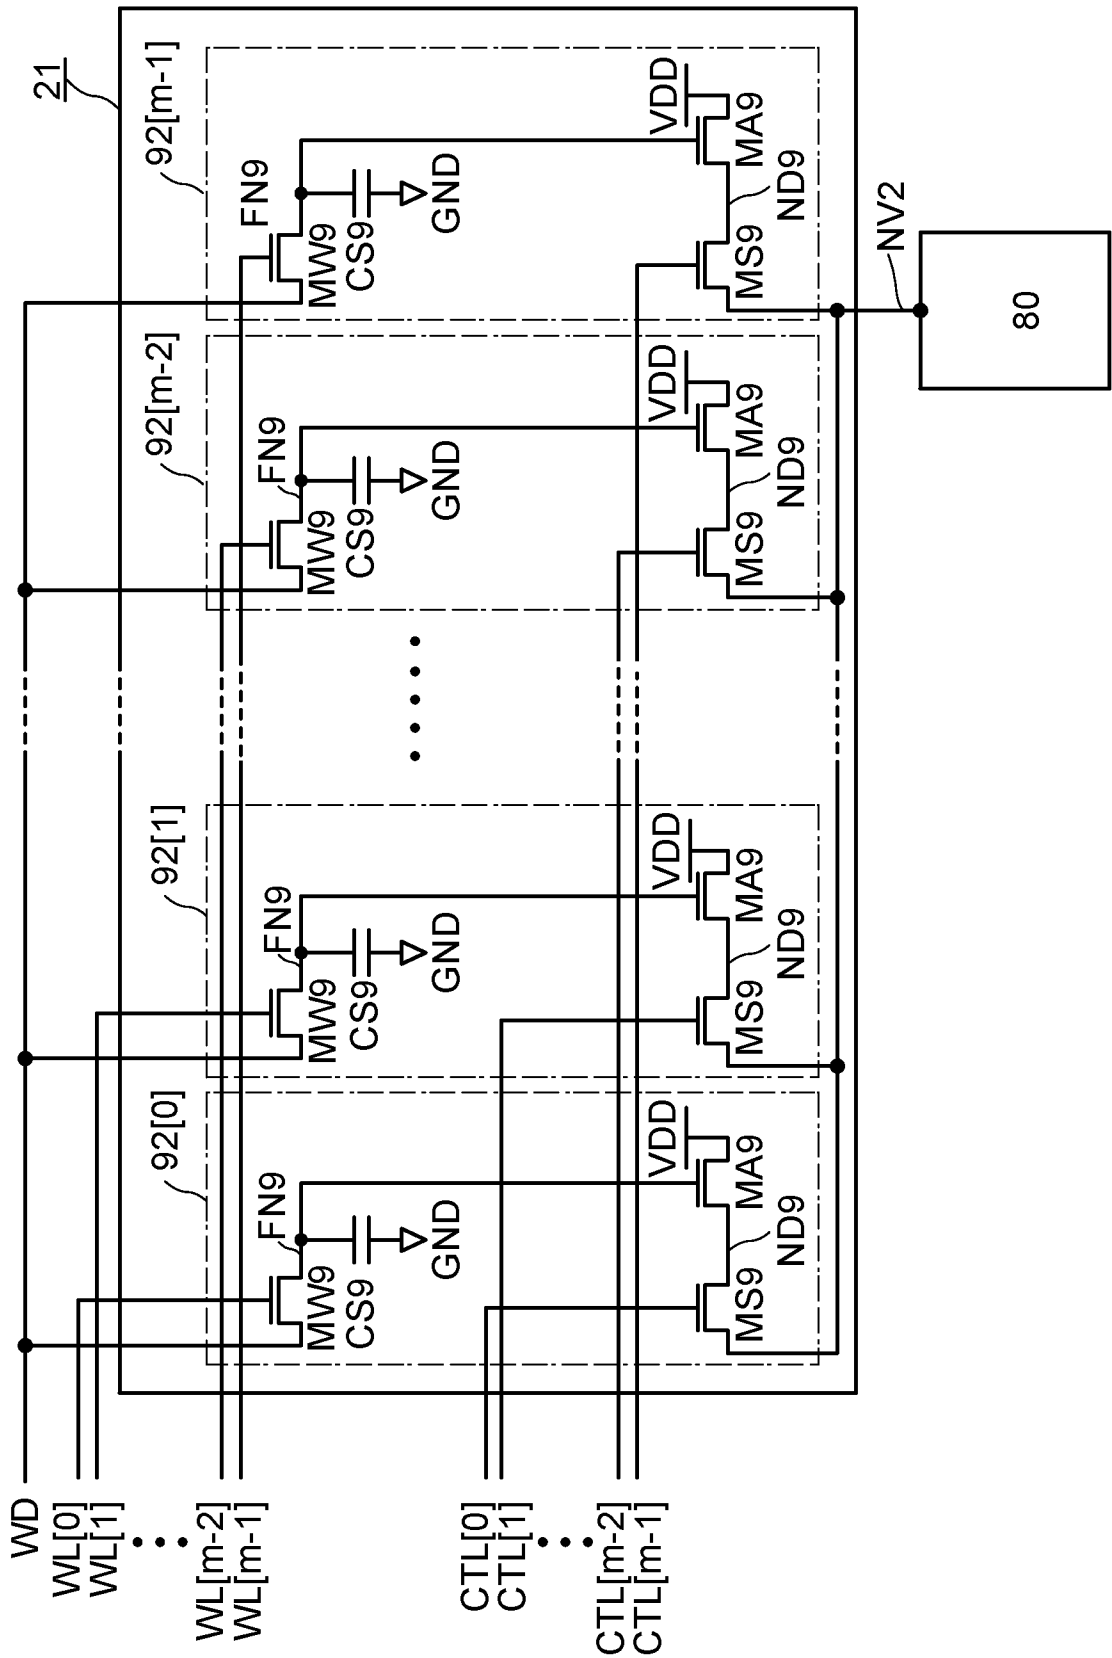 WD
WL[0]
WL[1]
WL[m-2]
WL[m-1]
CTL[0]
CTL[1]
CTL[m-2]
CTL[m-1]
21
92[0]
FN9
MW9
CS9
GND
VDD
MA9
MS9
ND9
92[1]
FN9
MW9
CS9
GND
VDD
MA9
MS9
ND9
92[m-2]
FN9
MW9
CS9
GND
VDD
MA9
MS9
ND9
92[m-1]
FN9
MW9
CS9
GND
VDD
MA9
MS9
ND9
NV2
80